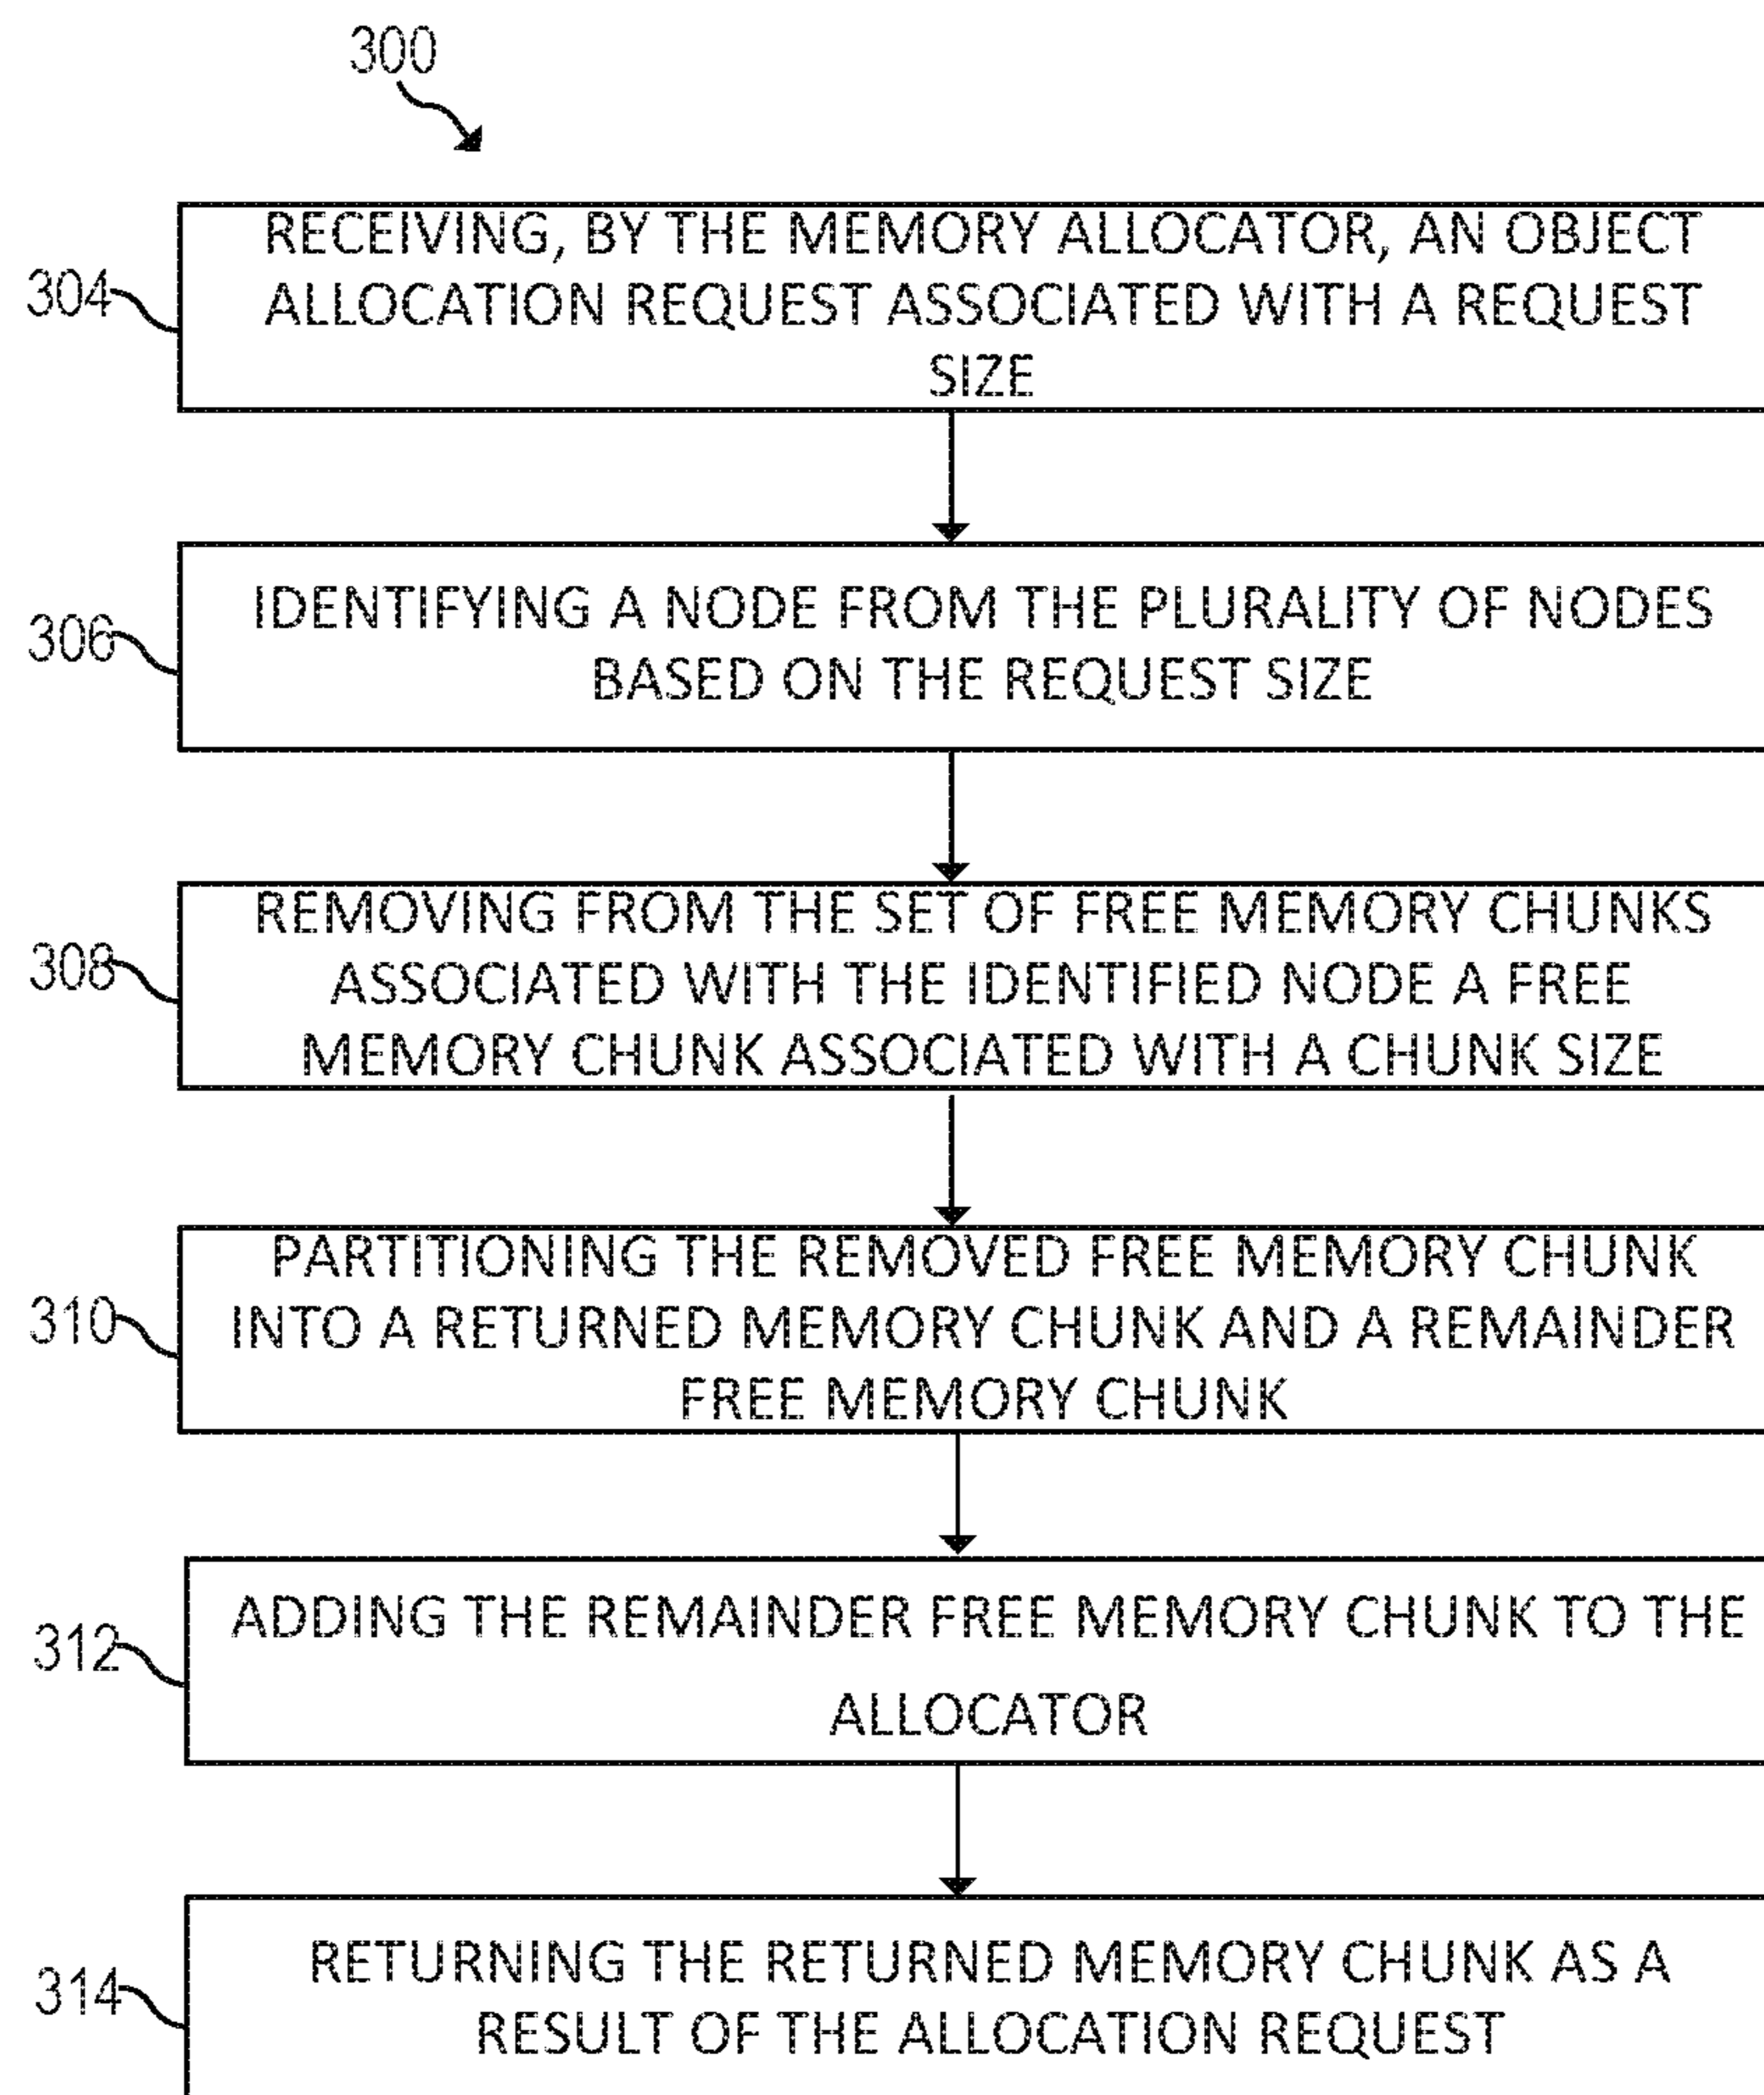 300
304
RECEIVING, BY THE MEMORY ALLOCATOR, AN OBJECT
ALLOCATION REQUEST ASSOCIATED WITH A REQUEST
SIZE
306
IDENTIFYING A NODE FROM THE PLURALITY OF NODES
BASED ON THE REQUEST SIZE
308
REMOVING FROM THE SET OF FREE MEMORY CHUNKS
ASSOCIATED WITH THE IDENTIFIED NODE A FREE
MEMORY CHUNK ASSOCIATED WITH A CHUNK SIZE
310
PARTITIONING THE REMOVED FREE MEMORY CHUNK
INTO A RETURNED MEMORY CHUNK AND A REMAINDER
FREE MEMORY CHUNK
312
ADDING THE REMAINDER FREE MEMORY CHUNK TO THE
ALLOCATOR
314
RETURNING THE RETURNED MEMORY CHUNK AS A
RESULT OF THE ALLOCATION REQUEST